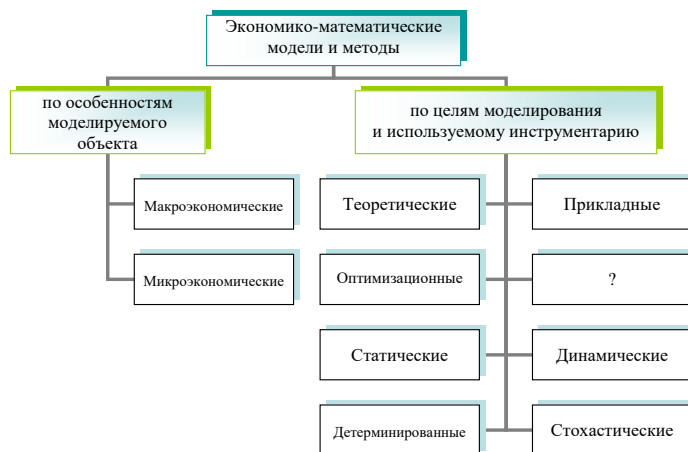 Экономико-математические
модели и методы
по особенностям
моделируемого
объекта
по целям моделирования
и используемому инструментарию
Макроэкономические
Теоретические
Прикладные
Микроэкономические
Оптимизационные
?
Статические
Динамические
Детерминированные
Стохастические